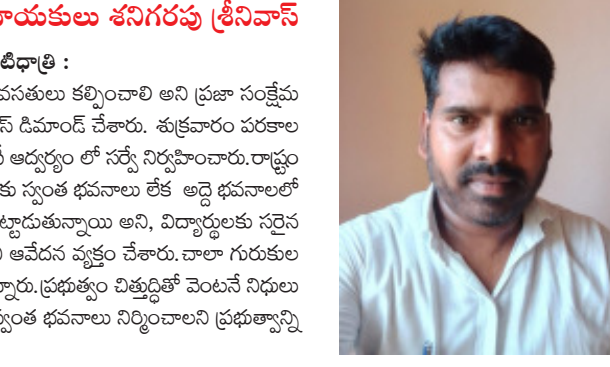 యకులు శనిగరపు శ్రీనివాస్
టిధాత్రి :
వసతులు కల్పించాలి అని ప్రజా సంక్షేమ
స్ డిమాండ్ చేశారు. శుక్రవారం పరకాల
ఆద్వర్యం లో సర్వే నిర్వహించారు.రాష్ట్రం
కు స్వంత భవనాలు లేక అద్దె భవనాలలో
ట్టాడుతున్నాయి అని, విద్యార్థులకు సరైన
ఆవేదన వ్యక్తం చేశారు.చాలా గురుకుల
న్నారు.ప్రభుత్వం చిత్తుద్దితో వెంటనే నిధులు
స్వంత భవనాలు నిర్మించాలని ప్రభుత్వాన్ని